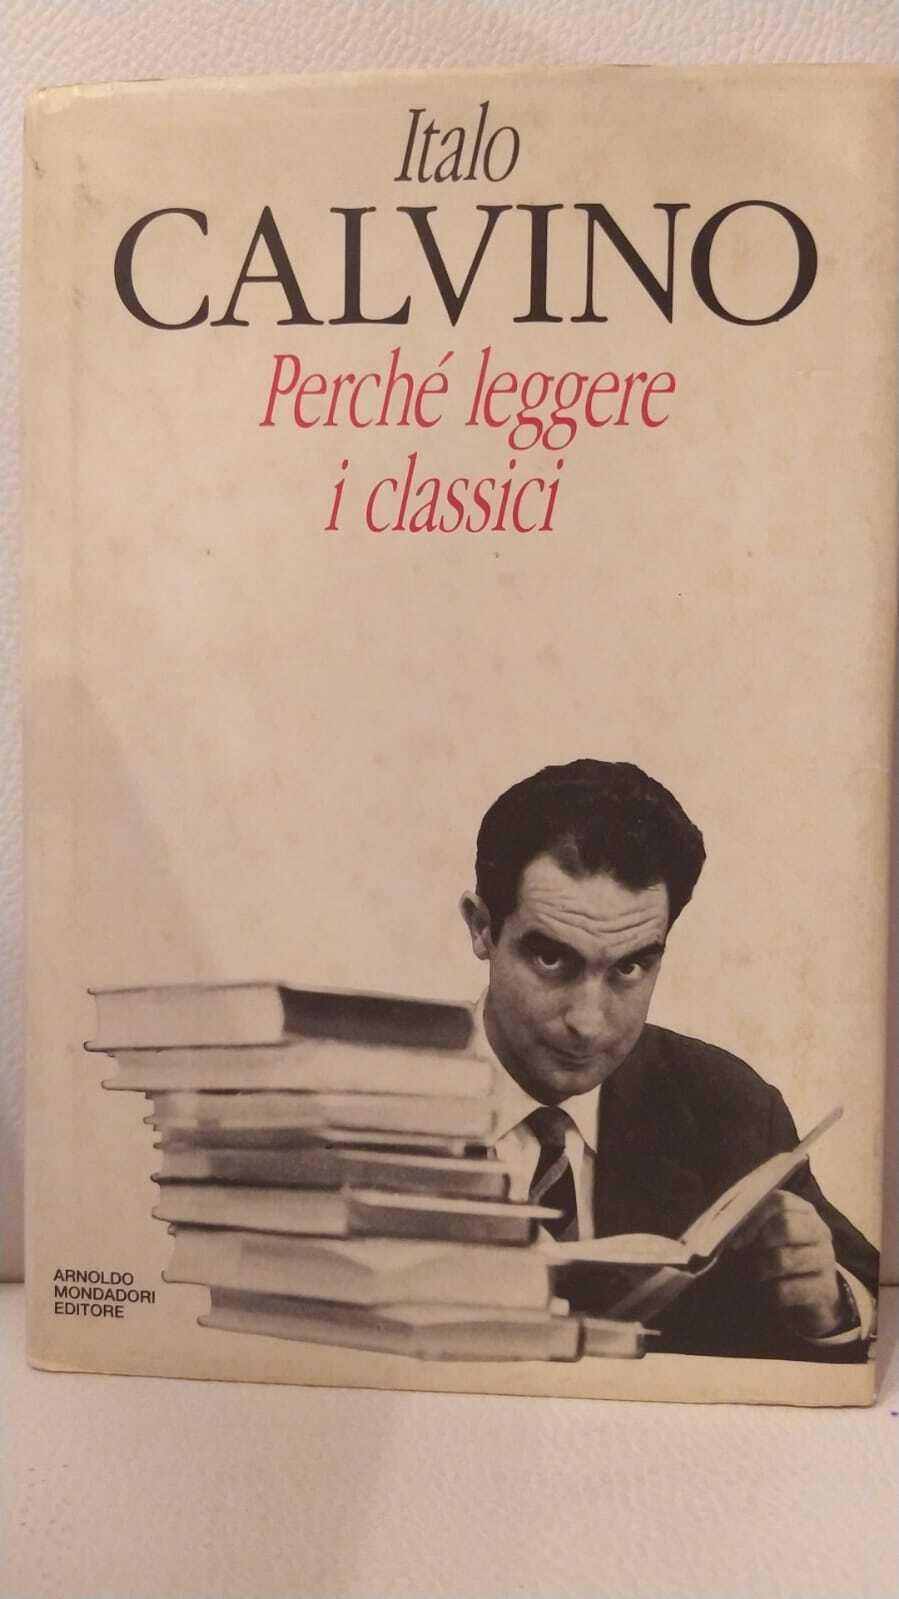 Italo
CALVINO
Perché leggere
i classici
ARNOLDO
MONDADORI
EDITORE